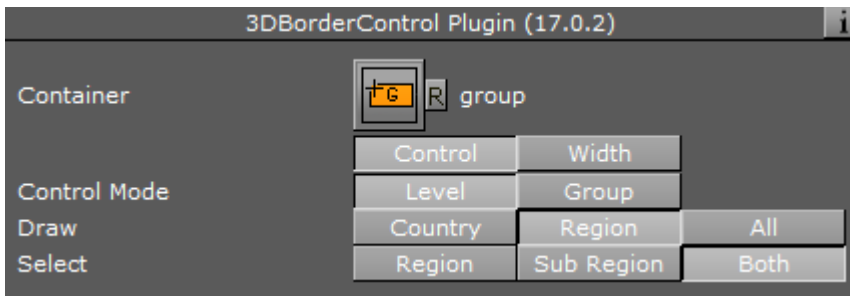 3DBorderControl Plugin (17.0.2) i
Container G R group
Control Width
Control Mode Level Group
Draw Country Region All
Select Region Sub Region Both